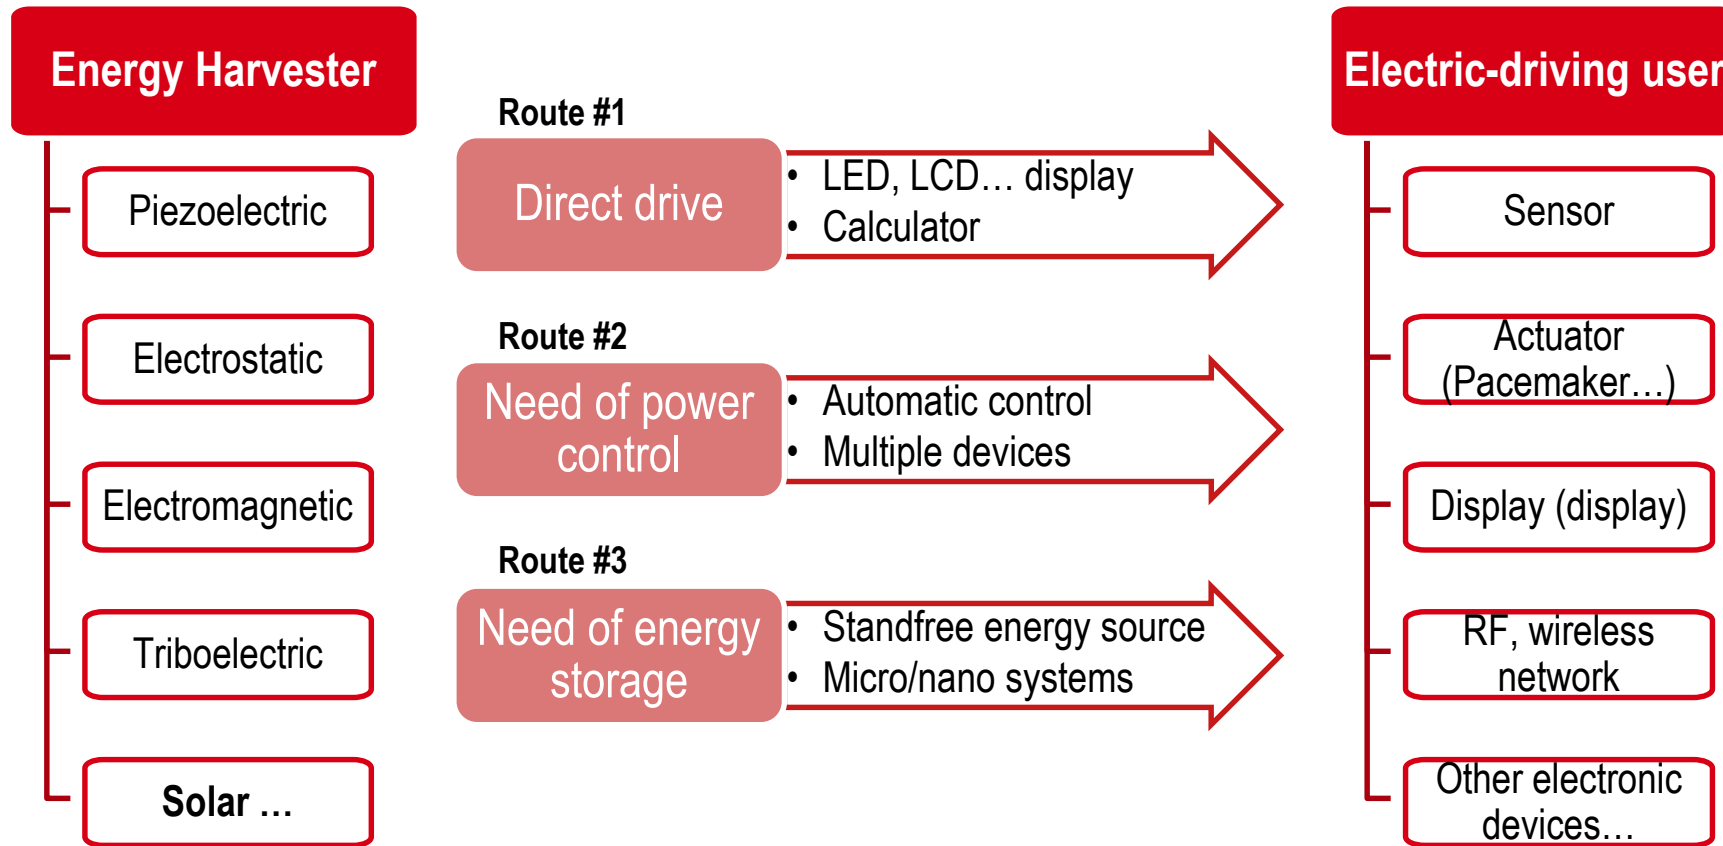 Energy Harvester
Piezoelectric
Electrostatic
Electromagnetic
Triboelectric
Solar …
Route #1
Direct drive
• LED, LCD… display
• Calculator
Route #2
Need of power
control
• Automatic control
• Multiple devices
Route #3
Need of energy
storage
• Standfree energy source
• Micro/nano systems
Electric-driving user
Sensor
Actuator
(Pacemaker…)
Display (display)
RF, wireless
network
Other electronic
devices…